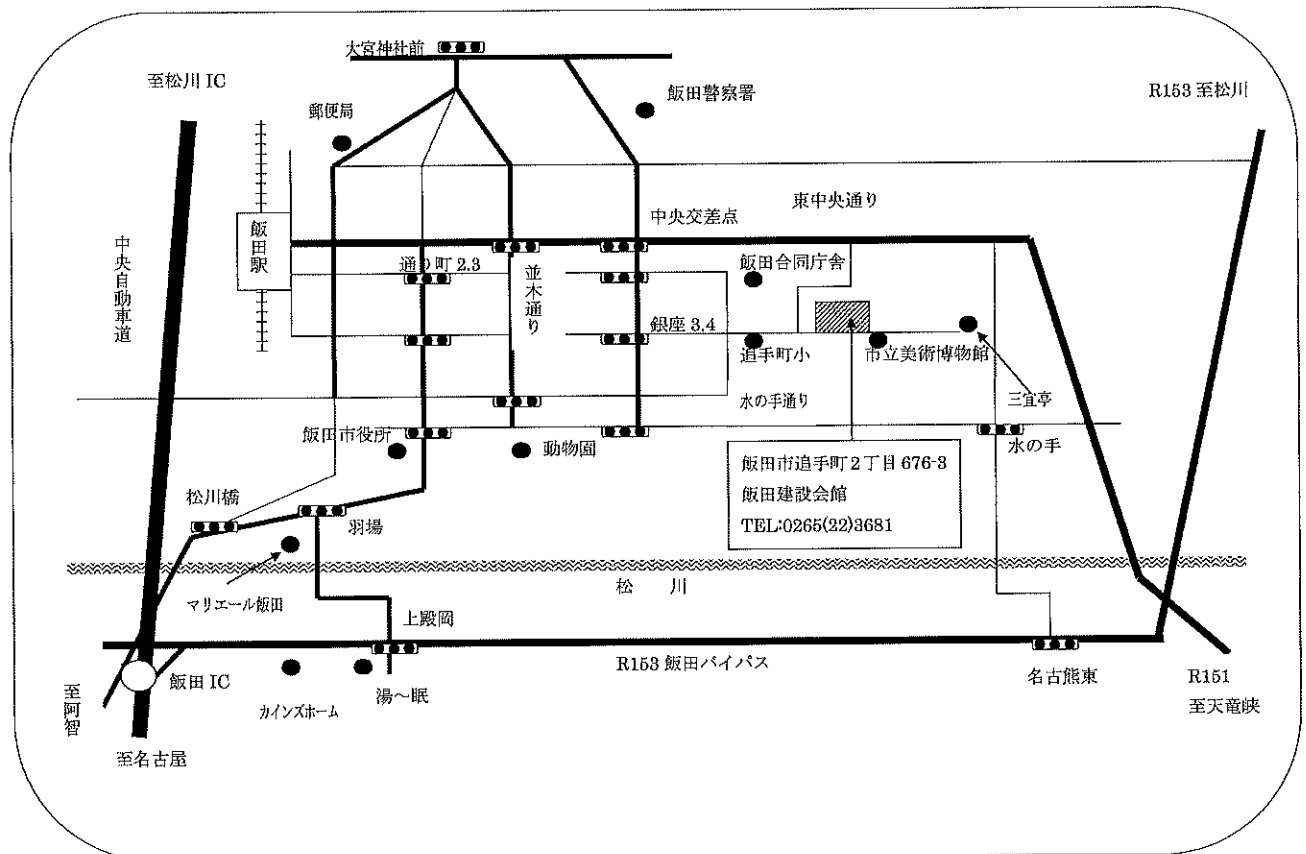 大宮神社前
至松川 IC
飯田警察署
R153 至松川
郵便局
東中央通り
中央交差点
飯田駅
中央自動車道
通り町 2.3
並木通り
飯田合同庁舎
銀座 3,4
追手町小
市立美術博物館
水の手通り
三宜亭
飯田市役所
動物園
水の手
飯田市追手町2丁目 676-3
飯田建設会館
TEL:0265(22)3681
松川橋
羽場
松 川
マリエール飯田
上殿岡
R153 飯田バイパス
名古熊東
R151
至天竜峡
飯田 IC
湯～眠
カインズホーム
至阿智
至名古屋